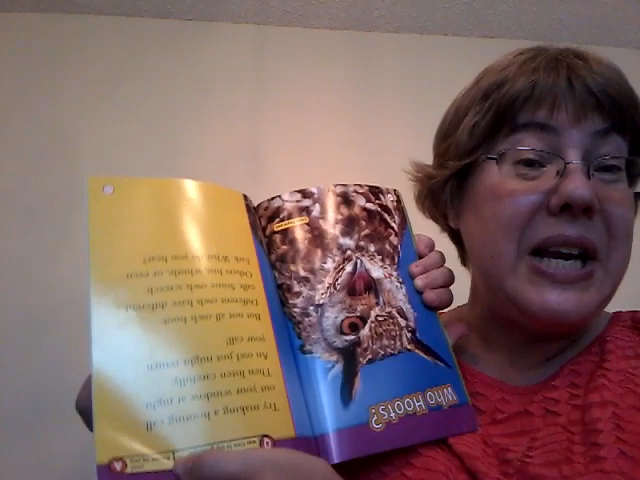 Who Hoots?
Try making a hooting call
out your window at night.
Then listen carefully.
An owl just might return
your call!
But not all owls hoot.
Different owls have different
calls. Some owls screech.
Others hiss, whistle, or even
bark. What do you hear?
Q
A